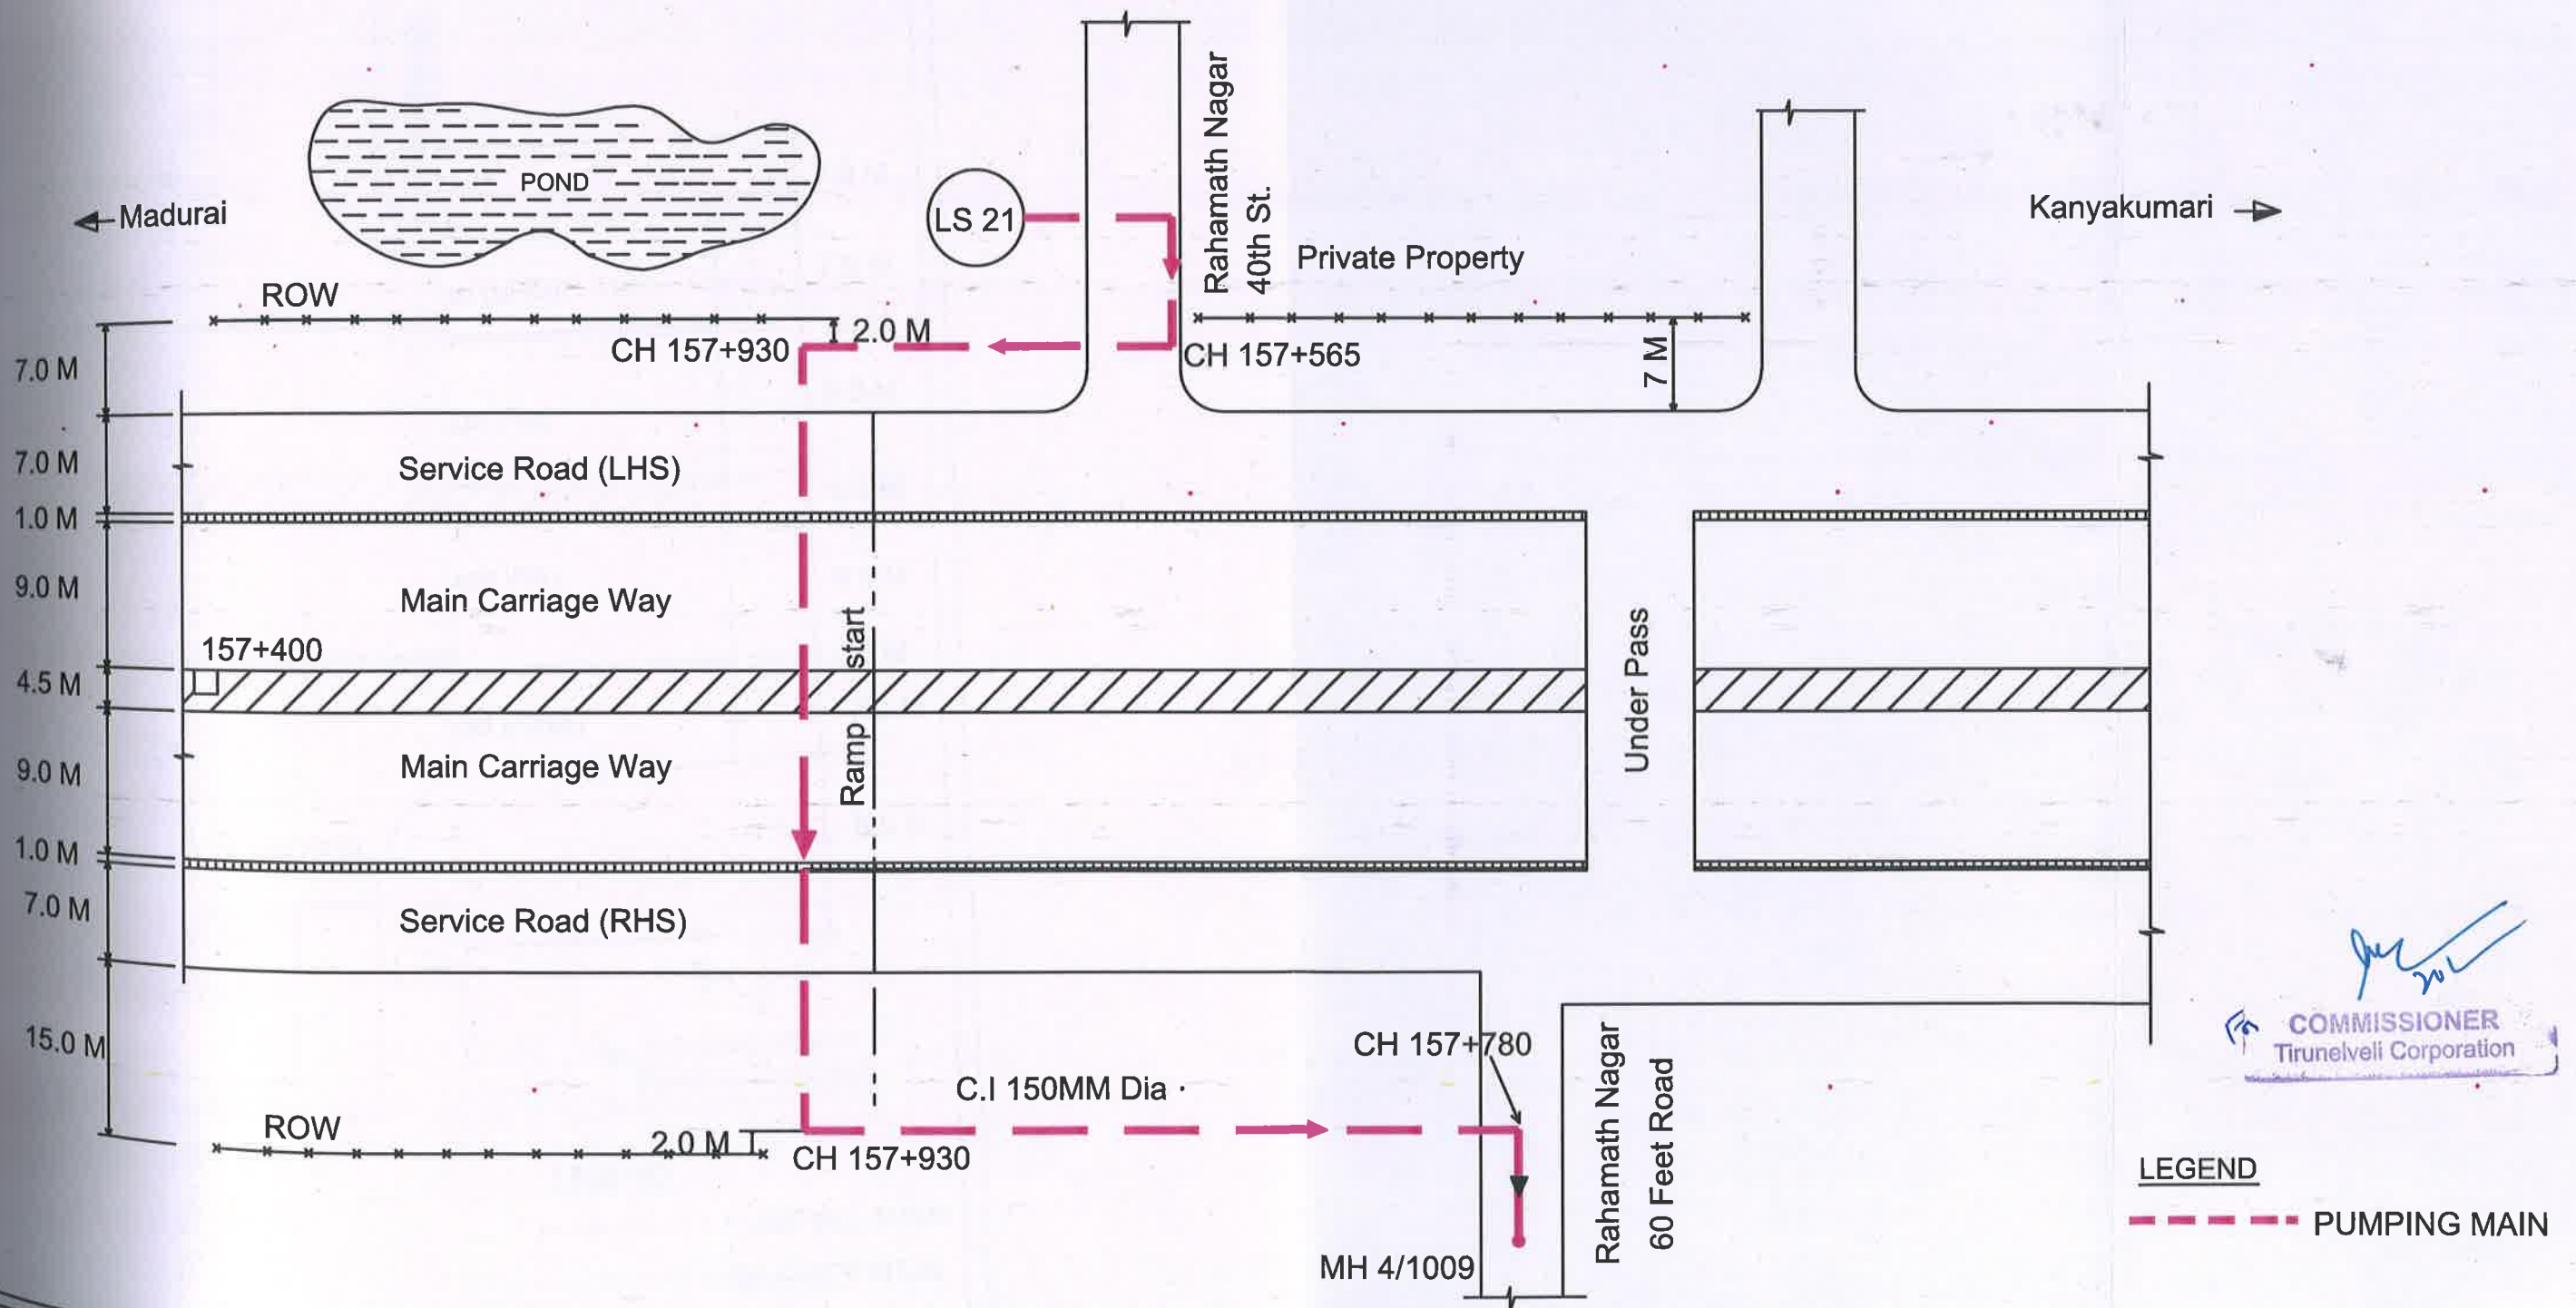 Rahamath Nagar
40th St.
POND
Madurai
LS 21
Kanyakumari
Private Property
ROW
2.0 M
CH 157+930
CH 157+565
7 M
7.0 M
7.0 M
Service Road (LHS)
1.0 M
9.0 M
Main Carriage Way
Ramp start
Under Pass
157+400
4.5 M
9.0 M
Main Carriage Way
1.0 M
7.0 M
Service Road (RHS)
15.0 M
CH 157+780
C.I 150MM Dia
Rahamath Nagar
60 Feet Road
ROW
2.0 M
CH 157+930
MH 4/1009
For COMMISSIONER
Tirunelveli Corporation
LEGEND
PUMPING MAIN